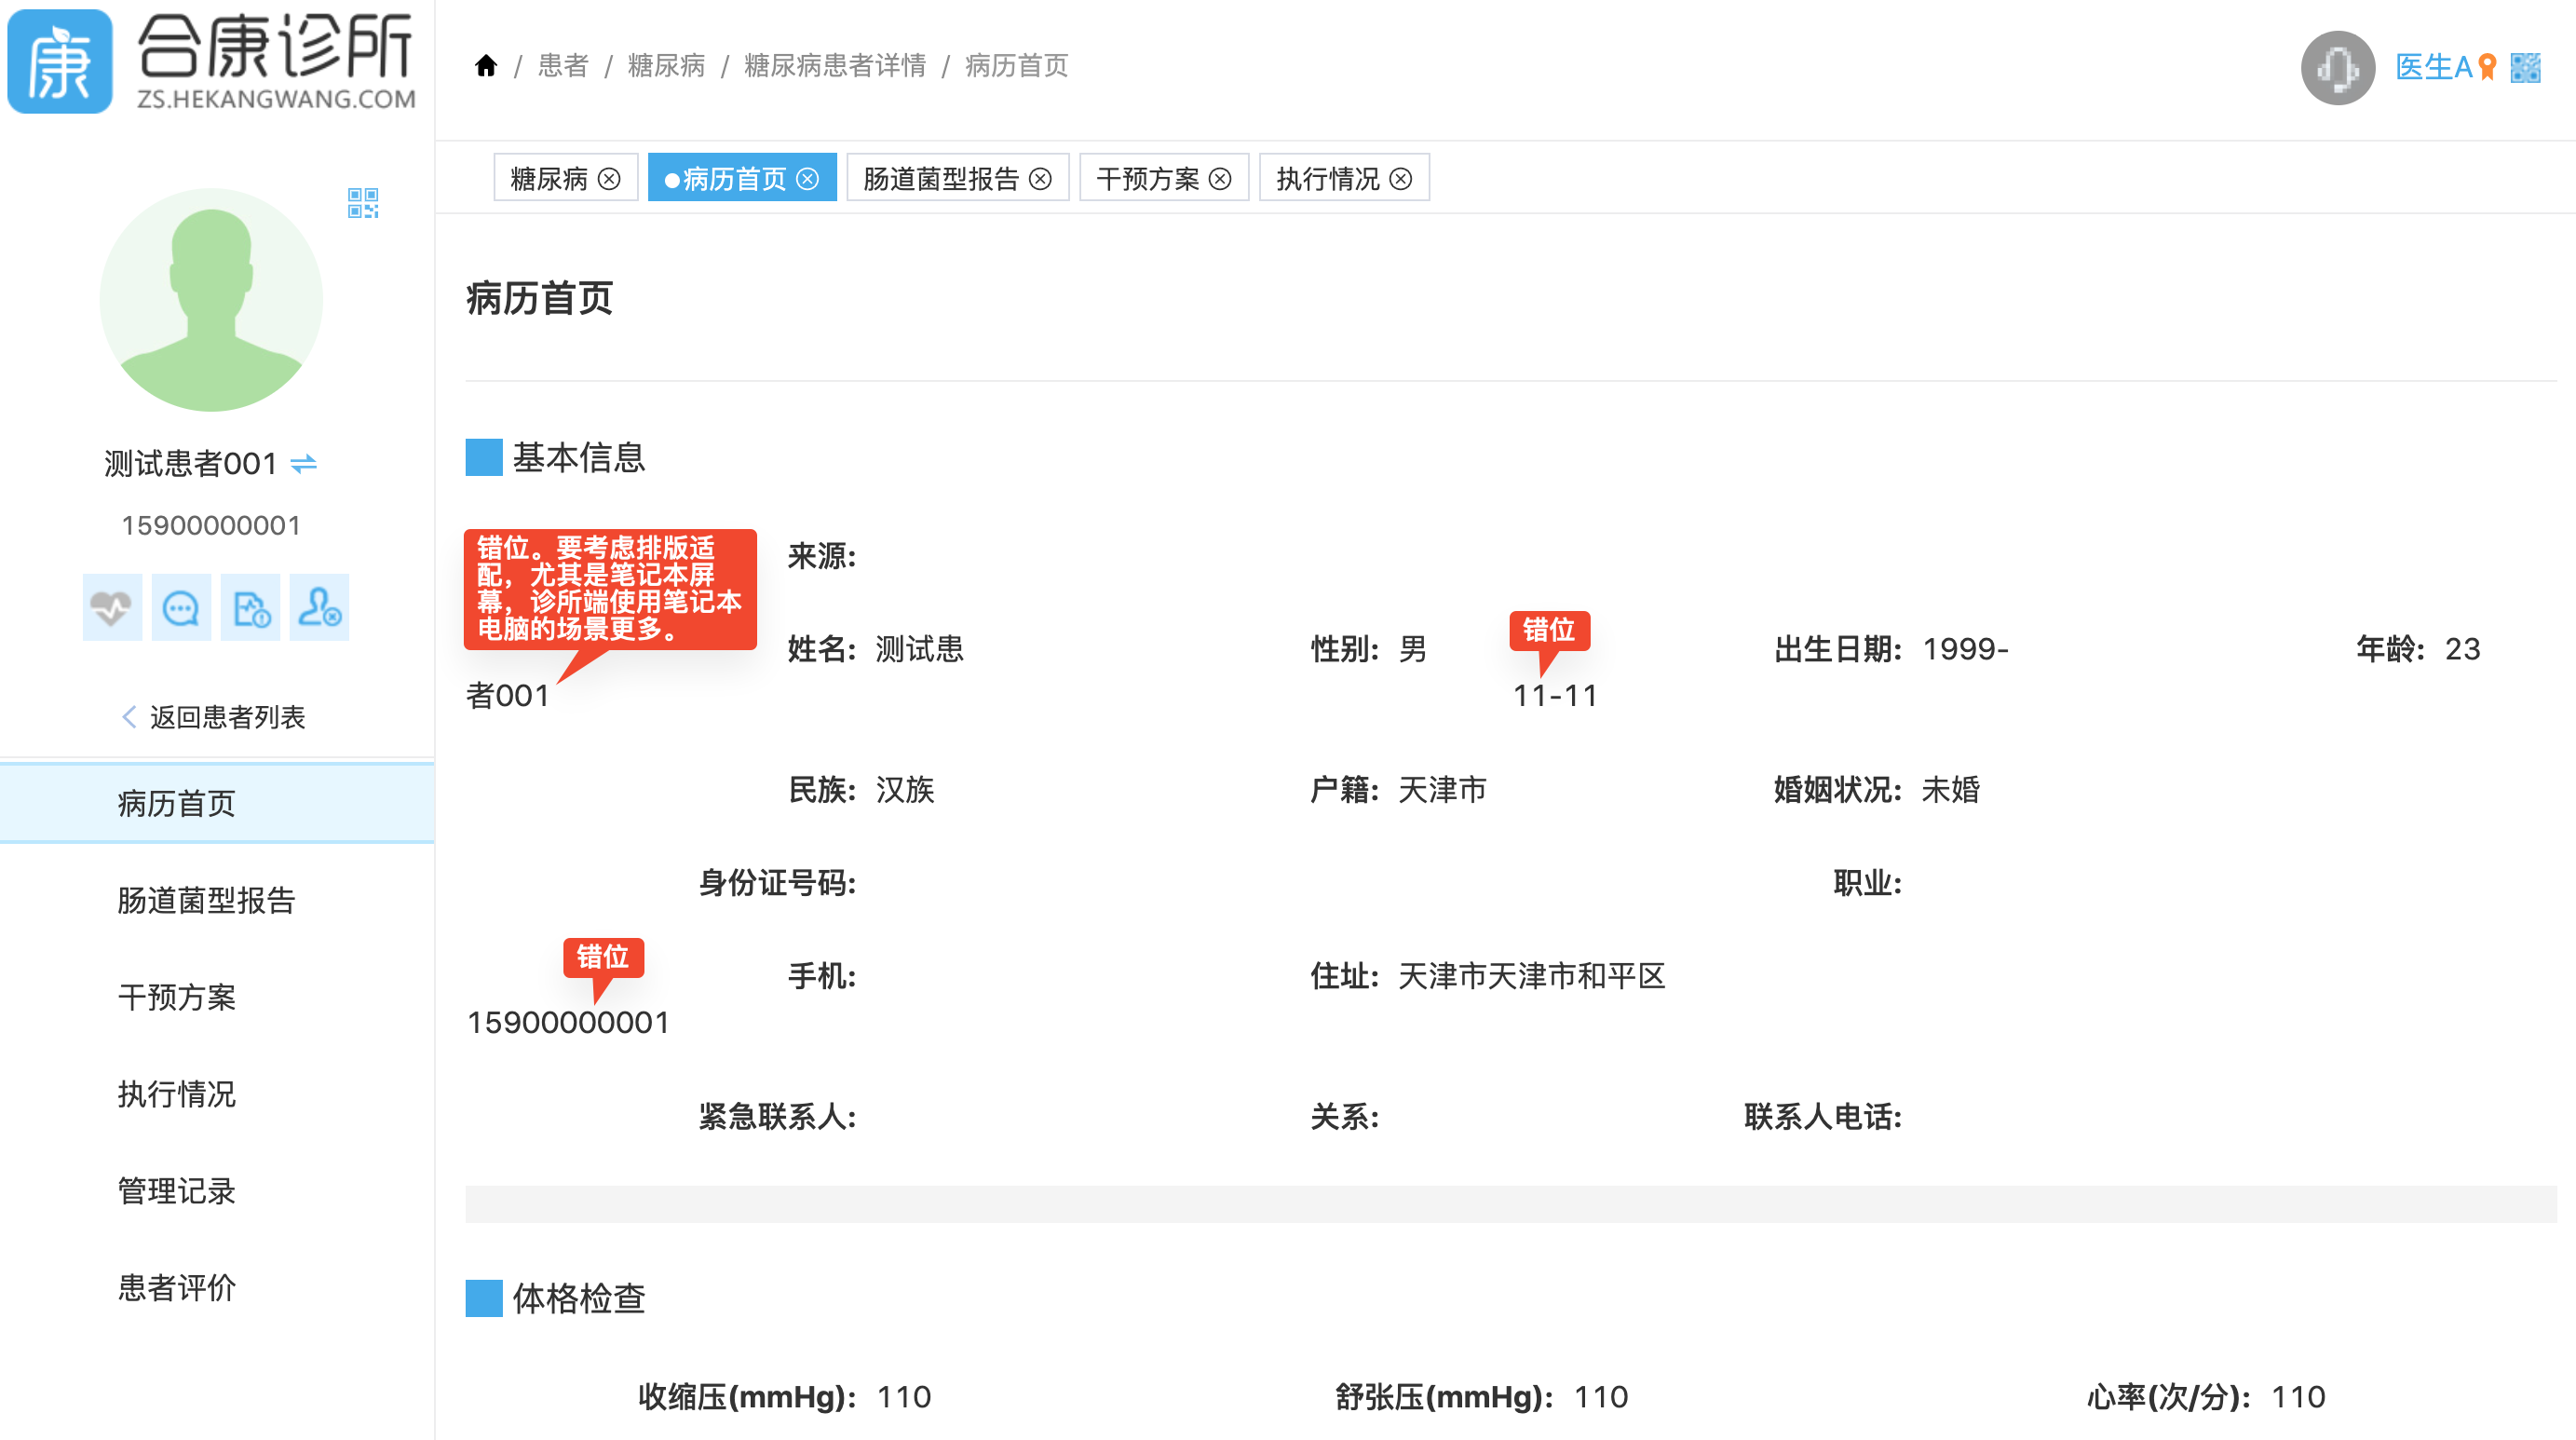 康 合康诊所
ZS.HEKANGWANG.COM
/ 患者 / 糖尿病 / 糖尿病患者详情 / 病历首页
医生A
糖尿病 病历首页 肠道菌型报告 干预方案 执行情况
测试患者001
15900000001
返回患者列表
病历首页
肠道菌型报告
干预方案
执行情况
管理记录
患者评价
病历首页
基本信息
错位。要考虑排版适
配，尤其是笔记本屏
幕，诊所端使用笔记本
电脑的场景更多。
来源:
错位
姓名: 测试患 性别: 男 出生日期: 1999- 年龄: 23
者001 11-11
民族: 汉族 户籍: 天津市 婚姻状况: 未婚
身份证号码: 职业:
错位
手机: 住址: 天津市天津市和平区
15900000001
紧急联系人: 关系: 联系人电话:
体格检查
收缩压(mmHg): 110 舒张压(mmHg): 110 心率(次/分): 110